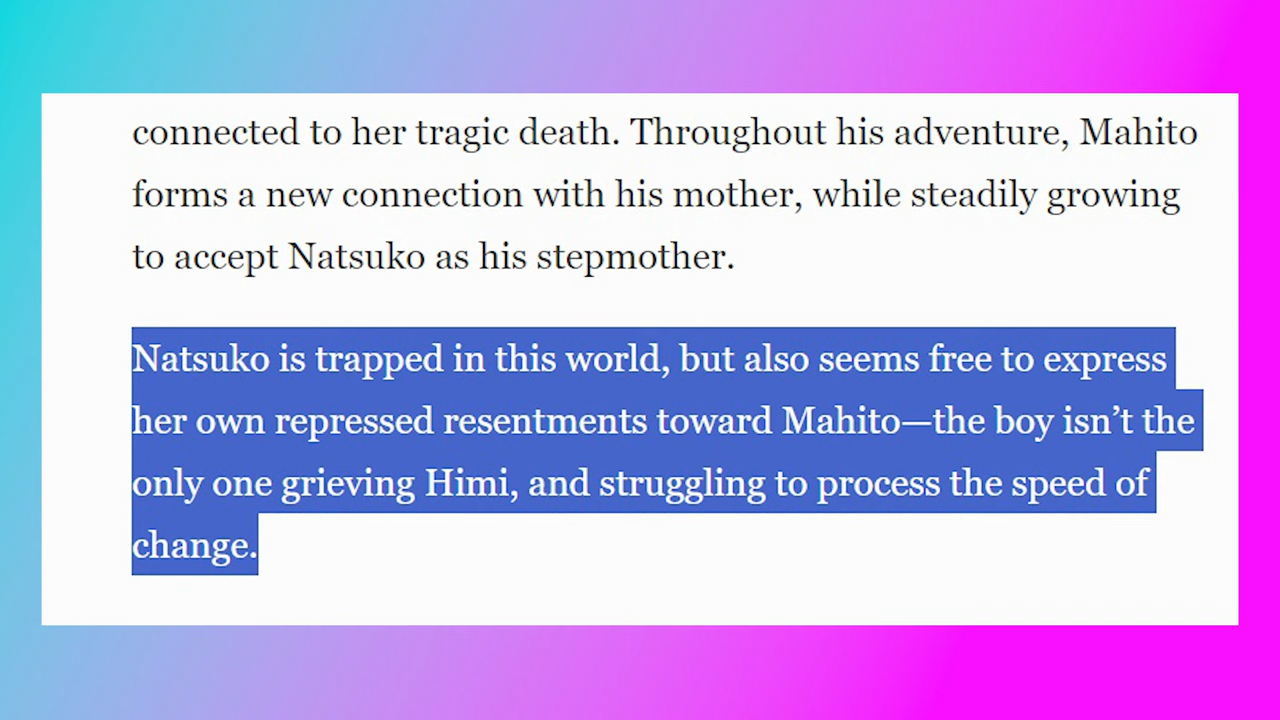 connected to her tragic death. Throughout his adventure, Mahito
forms a new connection with his mother, while steadily growing
to accept Natsuko as his stepmother.
Natsuko is trapped in this world, but also seems free to express
her own repressed resentments toward Mahito—the boy isn’t the
only one grieving Himi, and struggling to process the speed of
change.